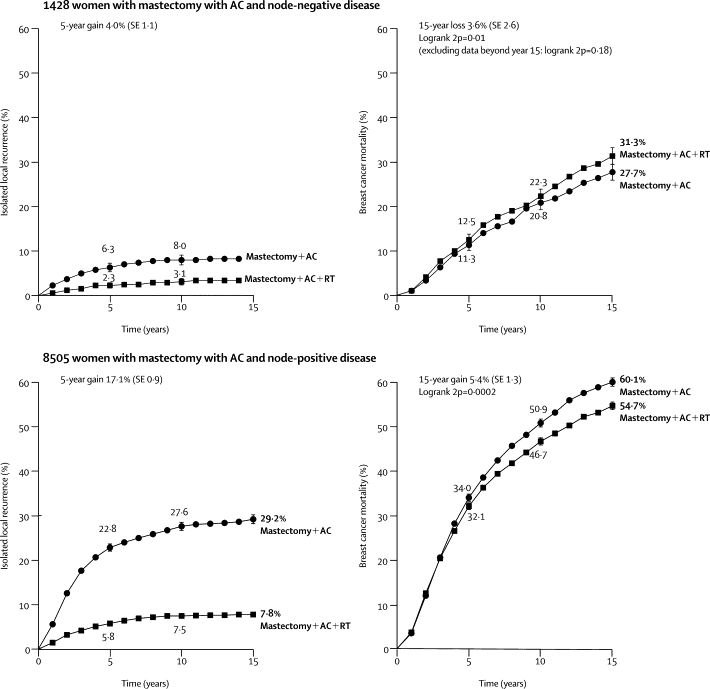 1428 women with mastectomy with AC and node-negative disease
5-year gain 4·0% (SE 1·1)
60
50
40
30
20
10
0
Isolated local recurrence (%)
6·3
8·0
Mastectomy+AC
2·3
3·1
Mastectomy+AC+RT
0
5
10
15
Time (years)
15-year loss 3·6% (SE 2·6)
Logrank 2p=0·01
(excluding data beyond year 15: logrank 2p=0·18)
60
50
40
30
20
10
0
Breast cancer mortality (%)
12·5
22·3
31·3%
Mastectomy+AC+RT
27·7%
Mastectomy+AC
11·3
20·8
0
5
10
15
Time (years)
8505 women with mastectomy with AC and node-positive disease
5-year gain 17·1% (SE 0·9)
60
50
40
30
20
10
0
Isolated local recurrence (%)
22·8
27·6
29·2%
Mastectomy+AC
5·8
7·5
7·8%
Mastectomy+AC+RT
0
5
10
15
Time (years)
15-year gain 5·4% (SE 1·3)
Logrank 2p=0·0002
60
50
40
30
20
10
0
Breast cancer mortality (%)
34·0
50·9
60·1%
Mastectomy+AC
54·7%
Mastectomy+AC+RT
32·1
46·7
0
5
10
15
Time (years)